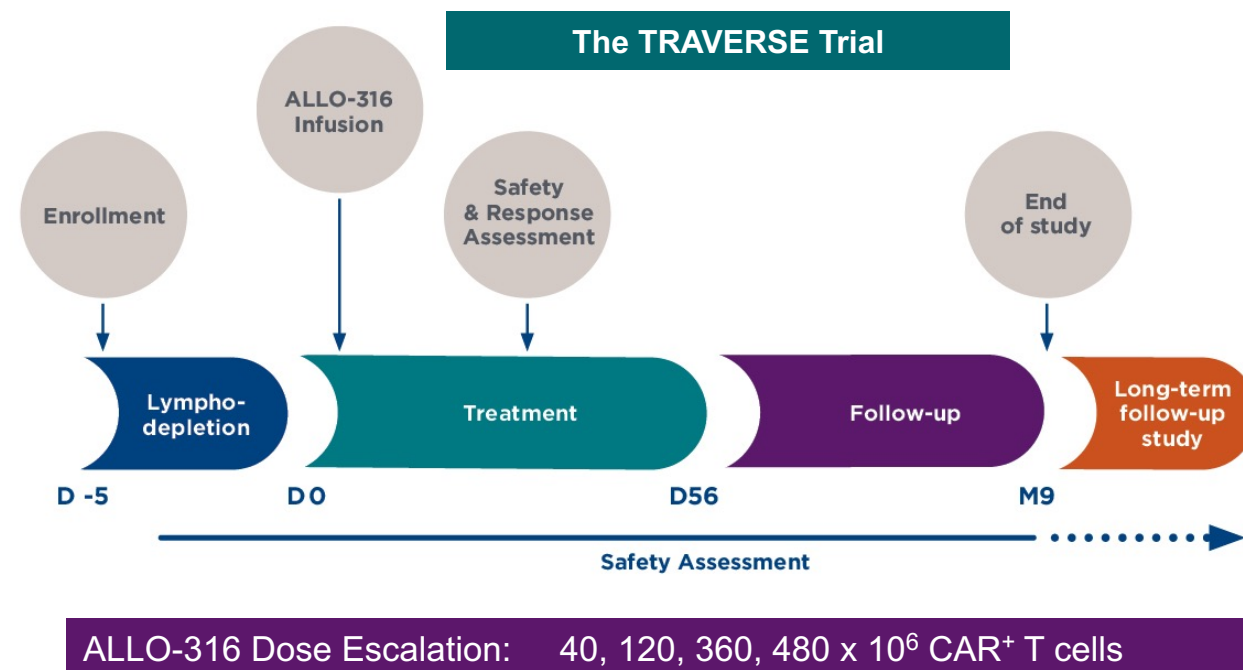 The TRAVERSE Trial
ALLO-316
Infusion
Enrollment
Safety
& Response
Assessment
End
of study
Lympho-
depletion
Treatment
Follow-up
Long-term
follow-up
study
D -5
D0
D56
M9
Safety Assessment
ALLO-316 Dose Escalation: 40, 120, 360, 480 x 10⁶ CAR⁺ T cells